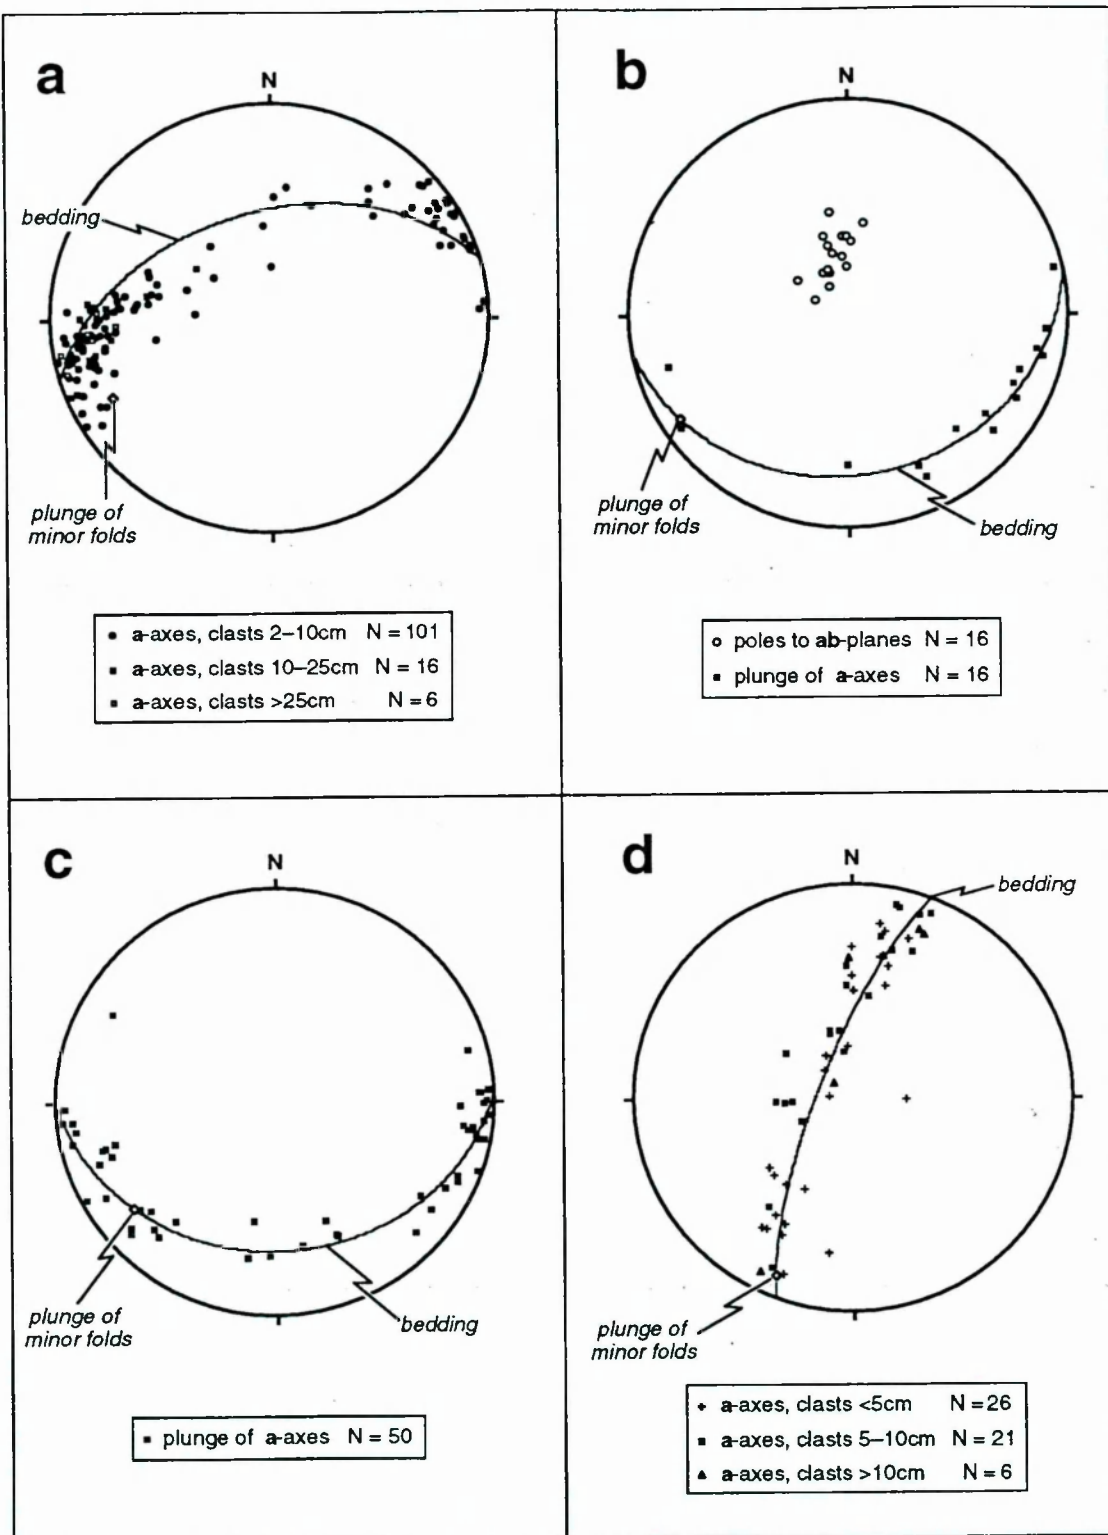 a
N
bedding
plunge of
minor folds
● a-axes, clasts 2–10cm N = 101
■ a-axes, clasts 10–25cm N = 16
▪ a-axes, clasts >25cm N = 6
b
N
plunge of
minor folds
bedding
○ poles to ab-planes N = 16
■ plunge of a-axes N = 16
c
N
plunge of
minor folds
bedding
■ plunge of a-axes N = 50
d
N
bedding
plunge of
minor folds
+ a-axes, clasts <5cm N = 26
■ a-axes, clasts 5–10cm N = 21
▲ a-axes, clasts >10cm N = 6